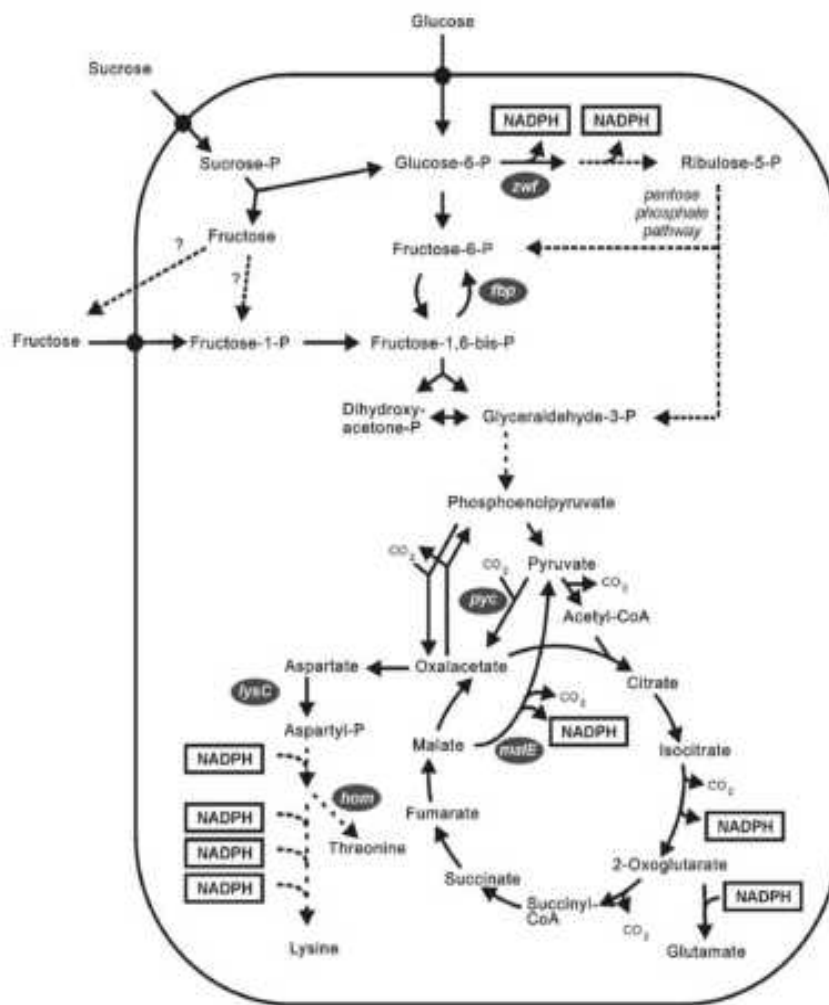 Glucose
Sucrose
NADPH
NADPH
Sucrose-P
Glucose-6-P
Ribulose-5-P
zwf
pentose
phosphate
pathway
Fructose
?
Fructose-6-P
?
fbp
Fructose
Fructose-1-P
Fructose-1,6-bis-P
Dihydroxy-
acetone-P
Glyceraldehyde-3-P
Phosphoenolpyruvate
CO2
CO2
Pyruvate
CO2
pyc
Acetyl-CoA
Aspartate
Oxalacetate
Citrate
lysC
CO2
Aspartyl-P
NADPH
Malate
malE
Isocitrate
NADPH
CO2
hom
Fumarate
NADPH
NADPH
Threonine
NADPH
2-Oxoglutarate
Succinate
NADPH
NADPH
Succinyl-
CoA
CO2
Lysine
Glutamate